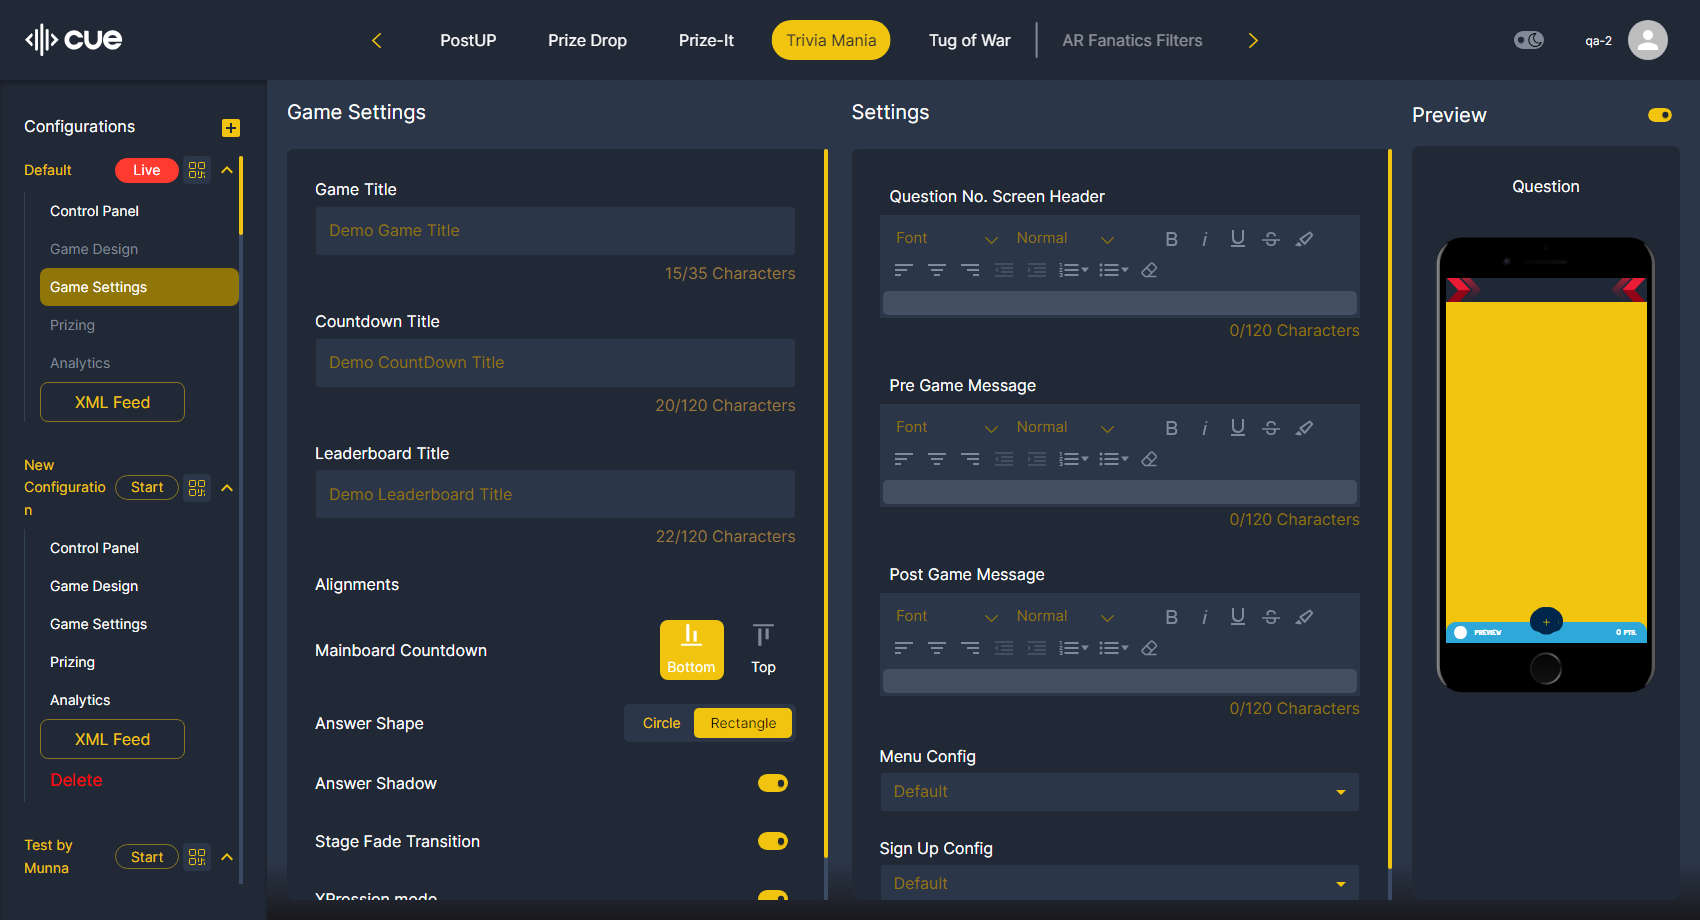 cue
PostUP
Prize Drop
Prize-It
Trivia Mania
Tug of War
AR Fanatics Filters
qa-2
Configurations
Default
Live
Control Panel
Game Design
Game Settings
Prizing
Analytics
XML Feed
New
Configuratio
n
Start
Control Panel
Game Design
Game Settings
Prizing
Analytics
XML Feed
Delete
Test by
Munna
Start
Game Settings
Game Title
Demo Game Title
15/35 Characters
Countdown Title
Demo CountDown Title
20/120 Characters
Leaderboard Title
Demo Leaderboard Title
22/120 Characters
Alignments
Mainboard Countdown
Bottom
Top
Answer Shape
Circle
Rectangle
Answer Shadow
Stage Fade Transition
XPression mode
Settings
Question No. Screen Header
Font
Normal
0/120 Characters
Pre Game Message
Font
Normal
0/120 Characters
Post Game Message
Font
Normal
0/120 Characters
Menu Config
Default
Sign Up Config
Default
Preview
Question
PREVIEW
0 PTS.